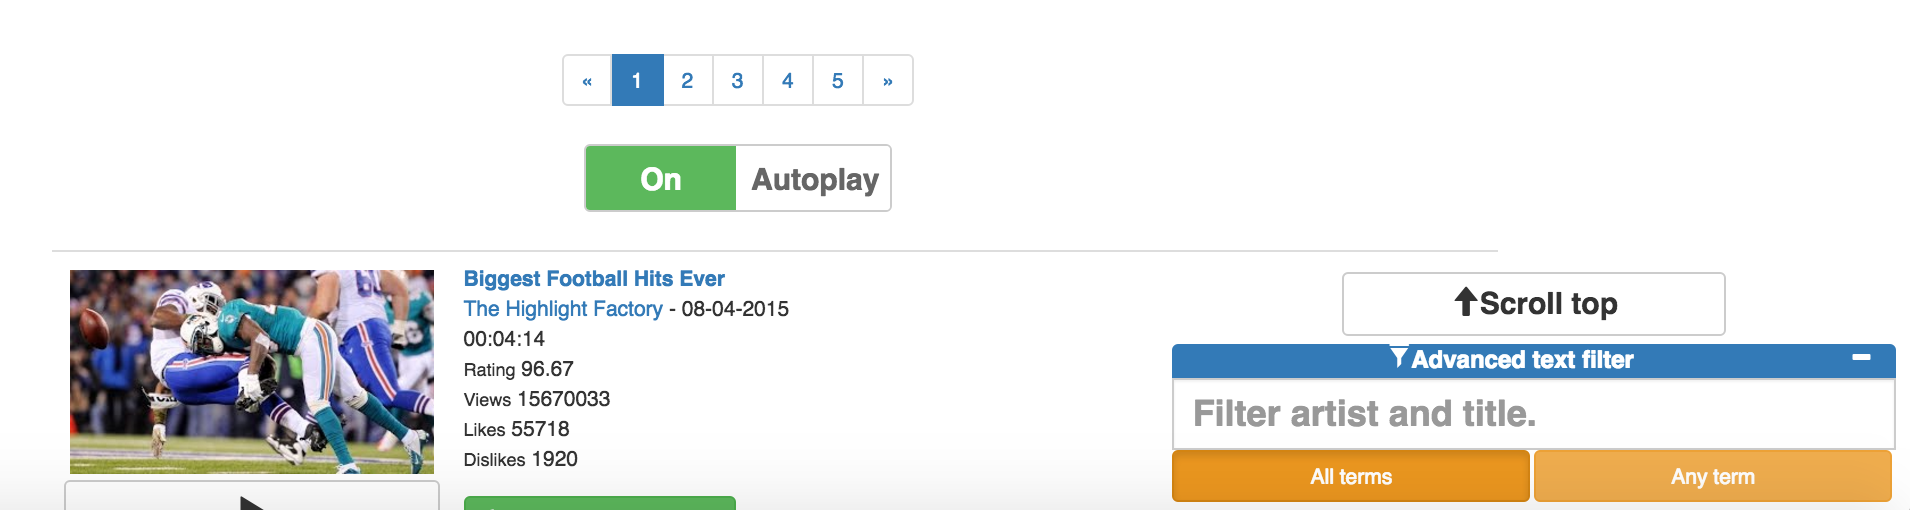 « 1 2 3 4 5 »
On Autoplay
Biggest Football Hits Ever
The Highlight Factory - 08-04-2015
00:04:14
Rating 96.67
Views 15670033
Likes 55718
Dislikes 1920
Scroll top
Advanced text filter
Filter artist and title.
All terms Any term